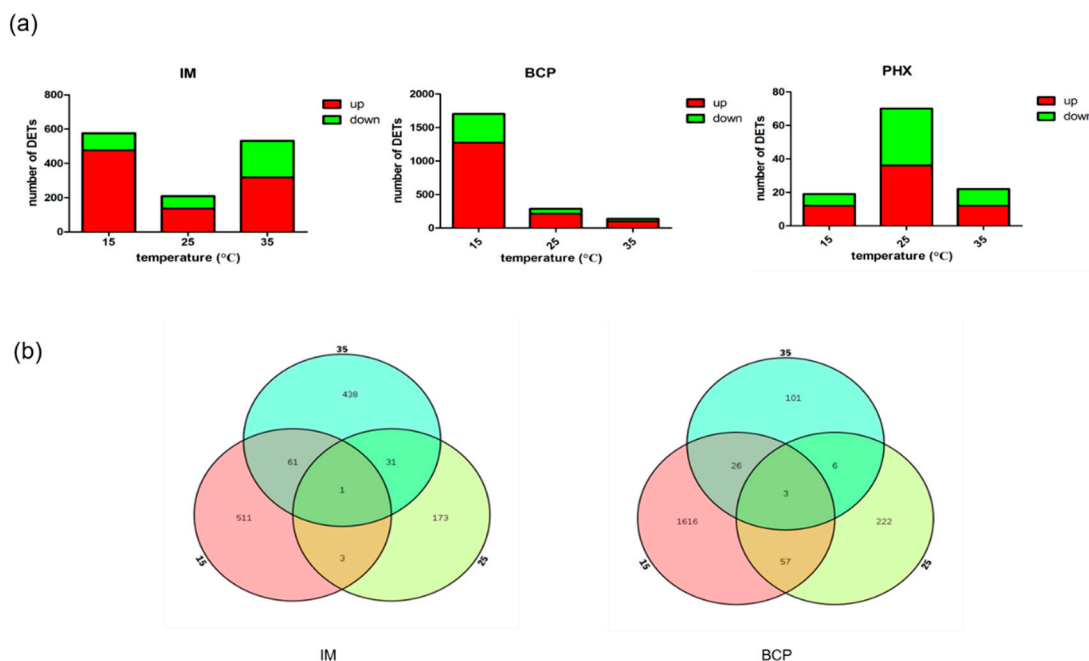 (a)
IM
number of DETs
800
600
400
200
0
15
25
35
temperature (°C)
up
down
BCP
number of DETs
2000
1500
1000
500
0
15
25
35
temperature (°C)
up
down
PHX
number of DETs
80
60
40
20
0
15
25
35
temperature (°C)
up
down
(b)
35
438
61
31
1
511
173
3
15
25
IM
35
101
26
6
3
1616
222
57
15
25
BCP